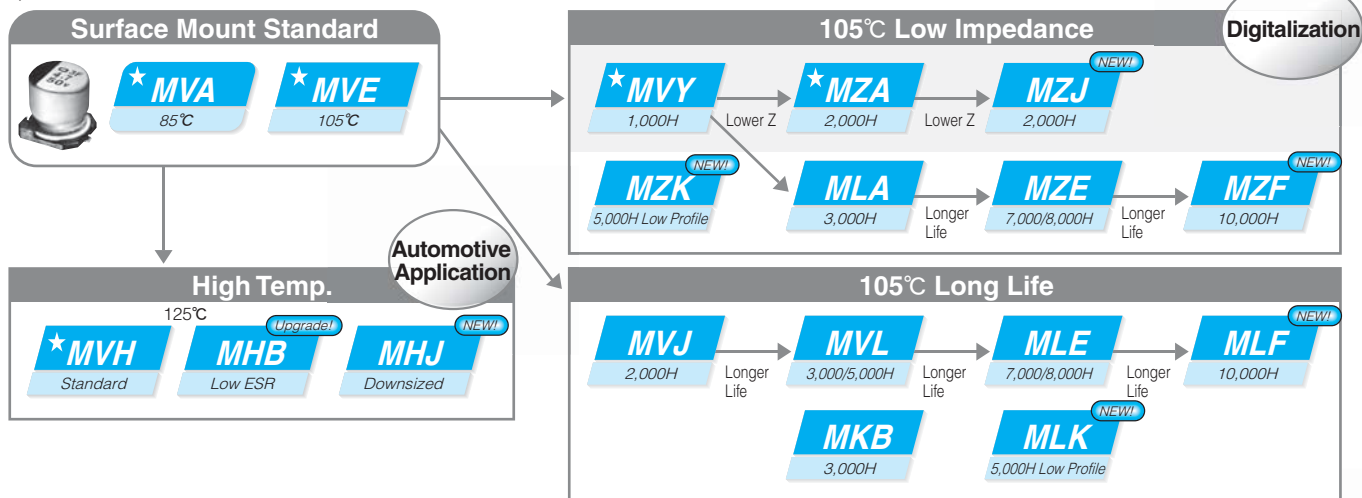 Surface Mount Standard
★MVA
85℃
★MVE
105℃
Automotive
Application
High Temp.
125℃
★MVH
Standard
Upgrade!
MHB
Low ESR
NEW!
MHJ
Downsized
Digitalization
105℃ Low Impedance
★MVY
1,000H
Lower Z
★MZA
2,000H
Lower Z
NEW!
MZJ
2,000H
NEW!
MZK
5,000H Low Profile
MLA
3,000H
Longer
Life
MZE
7,000/8,000H
Longer
Life
NEW!
MZF
10,000H
105℃ Long Life
MVJ
2,000H
Longer
Life
MVL
3,000/5,000H
Longer
Life
MLE
7,000/8,000H
Longer
Life
NEW!
MLF
10,000H
MKB
3,000H
NEW!
MLK
5,000H Low Profile